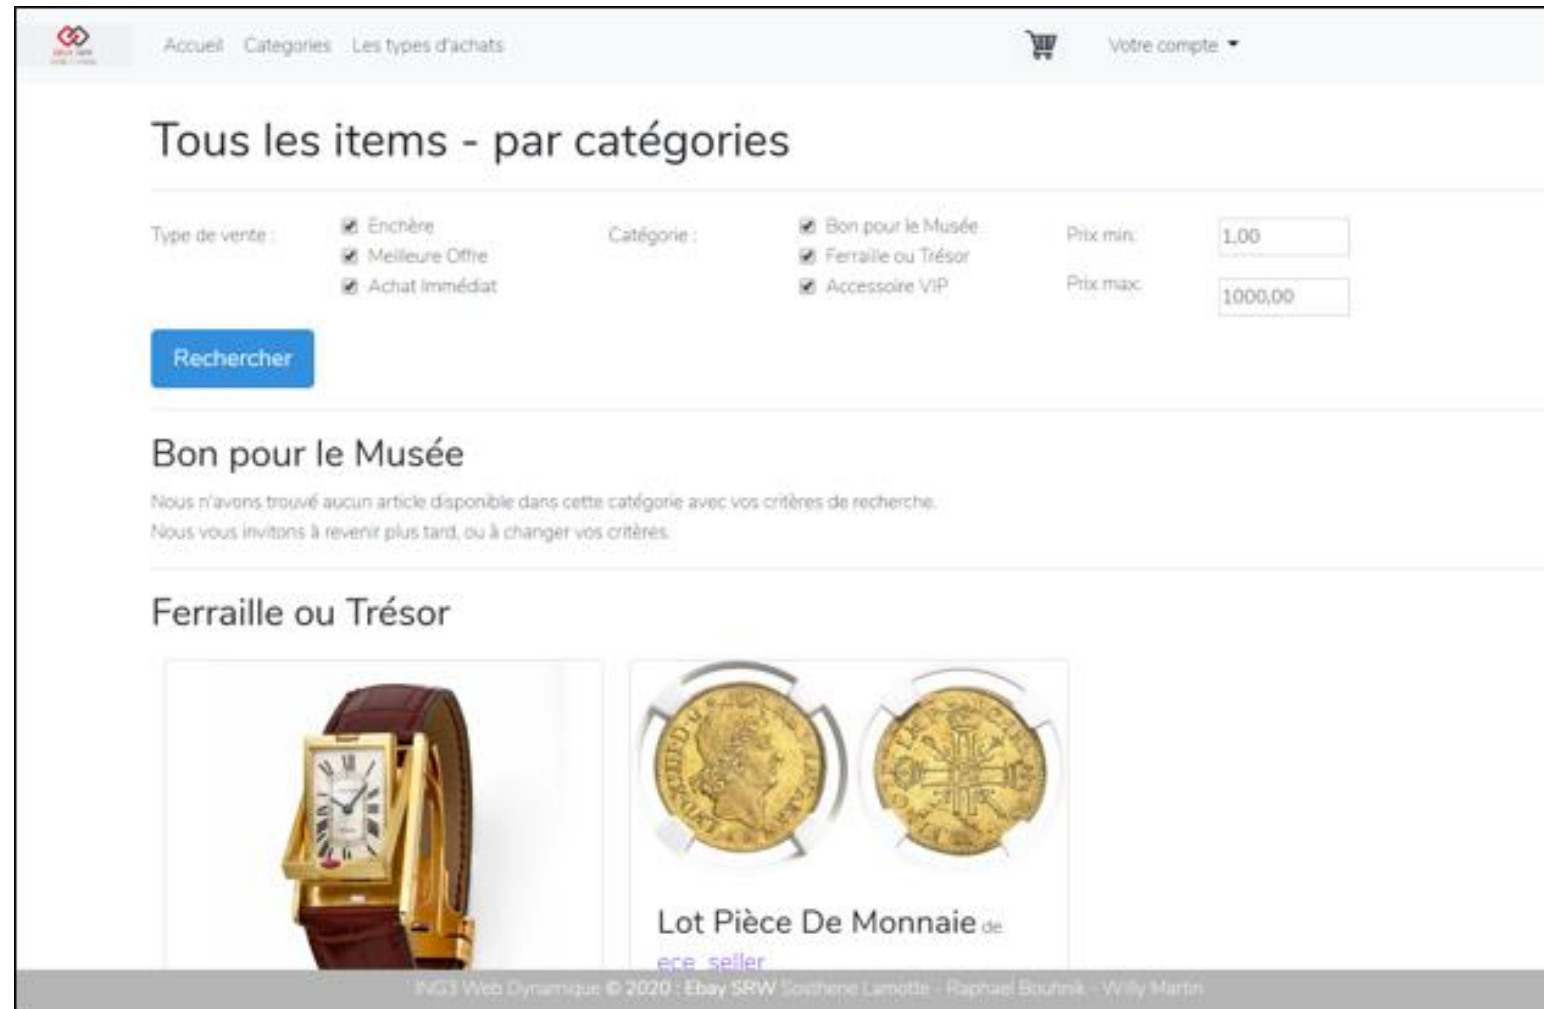 Accueil Categories Les types d'achats Votre compte
Tous les items - par catégories
Type de vente :
Enchère
Meilleure Offre
Achat Immédiat
Catégorie :
Bon pour le Musée
Ferraille ou Trésor
Accessoire VIP
Prix min:
1,00
Prix max:
1000,00
Rechercher
Bon pour le Musée
Nous n'avons trouvé aucun article disponible dans cette catégorie avec vos critères de recherche.
Nous vous invitons à revenir plus tard, ou à changer vos critères.
Ferraille ou Trésor
Lot Pièce De Monnaie de
ece_seller
ING3 Web Dynamique © 2020 : Ebay SRW Sosthene Lamotte - Raphael Bouhnik - Willy Martin